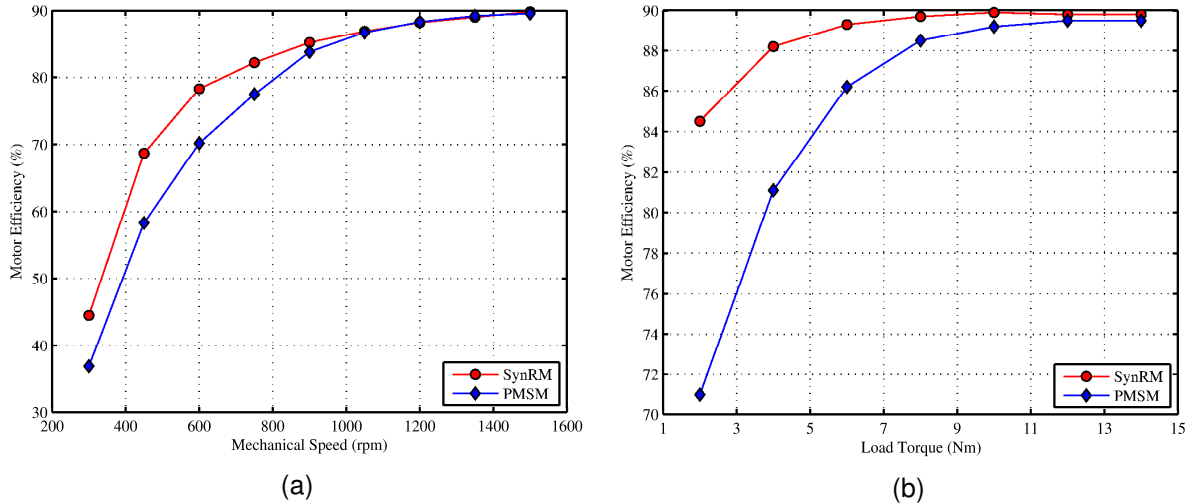 90
80
70
60
50
40
30
200 400 600 800 1000 1200 1400 1600
Motor Efficiency (%)
Mechanical Speed (rpm)
SynRM
PMSM
(a)
90
88
86
84
82
80
78
76
74
72
70
1 3 5 7 9 11 13 15
Motor Efficiency (%)
Load Torque (Nm)
SynRM
PMSM
(b)